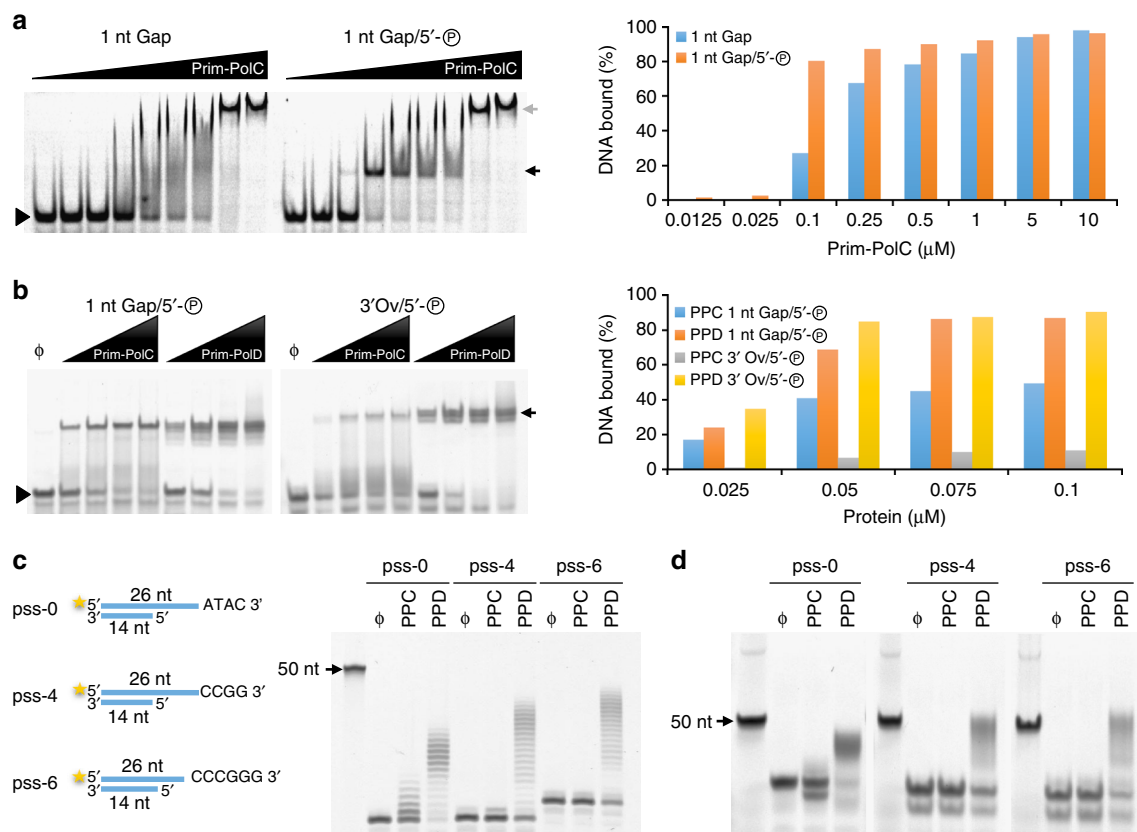 a
1 nt Gap
1 nt Gap/5′-Ⓟ
Prim-PolC
Prim-PolC
DNA bound (%)
100
80
60
40
20
0
1 nt Gap
1 nt Gap/5′-Ⓟ
0.0125 0.025 0.1 0.25 0.5 1 5 10
Prim-PolC (μM)
b
1 nt Gap/5′-Ⓟ
3′Ov/5′-Ⓟ
ϕ Prim-PolC Prim-PolD
ϕ Prim-PolC Prim-PolD
DNA bound (%)
100
80
60
40
20
0
PPC 1 nt Gap/5′-Ⓟ
PPD 1 nt Gap/5′-Ⓟ
PPC 3′ Ov/5′-Ⓟ
PPD 3′ Ov/5′-Ⓟ
0.025 0.05 0.075 0.1
Protein (μM)
c
pss-0
26 nt
5′ ATAC 3′
3′ 5′
14 nt
pss-4
26 nt
5′ CCGG 3′
3′ 5′
14 nt
pss-6
26 nt
5′ CCCGGG 3′
3′ 5′
14 nt
pss-0 pss-4 pss-6
ϕ PPC PPD ϕ PPC PPD ϕ PPC PPD
50 nt
d
pss-0 pss-4 pss-6
ϕ PPC PPD ϕ PPC PPD ϕ PPC PPD
50 nt